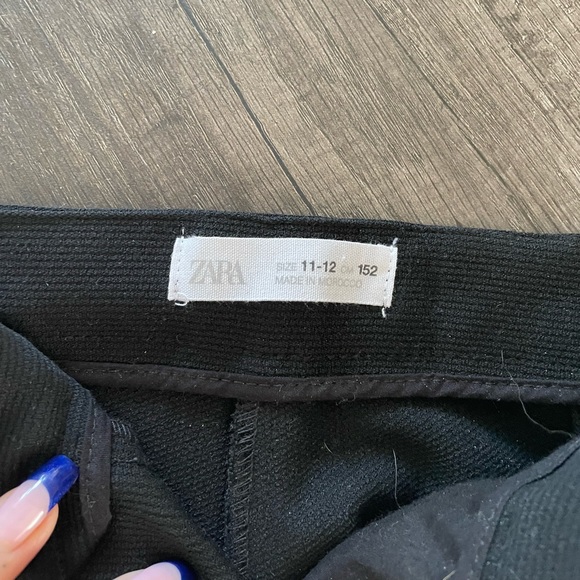 ZARA
SIZE 11-12 CM 152
MADE IN MOROCCO